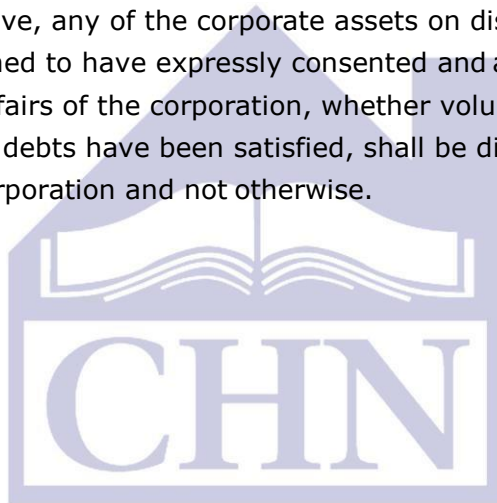 ve, any of the corporate assets on dis
ned to have expressly consented and a
fairs of the corporation, whether volu
debts have been satisfied, shall be di
rporation and not otherwise.
CHN